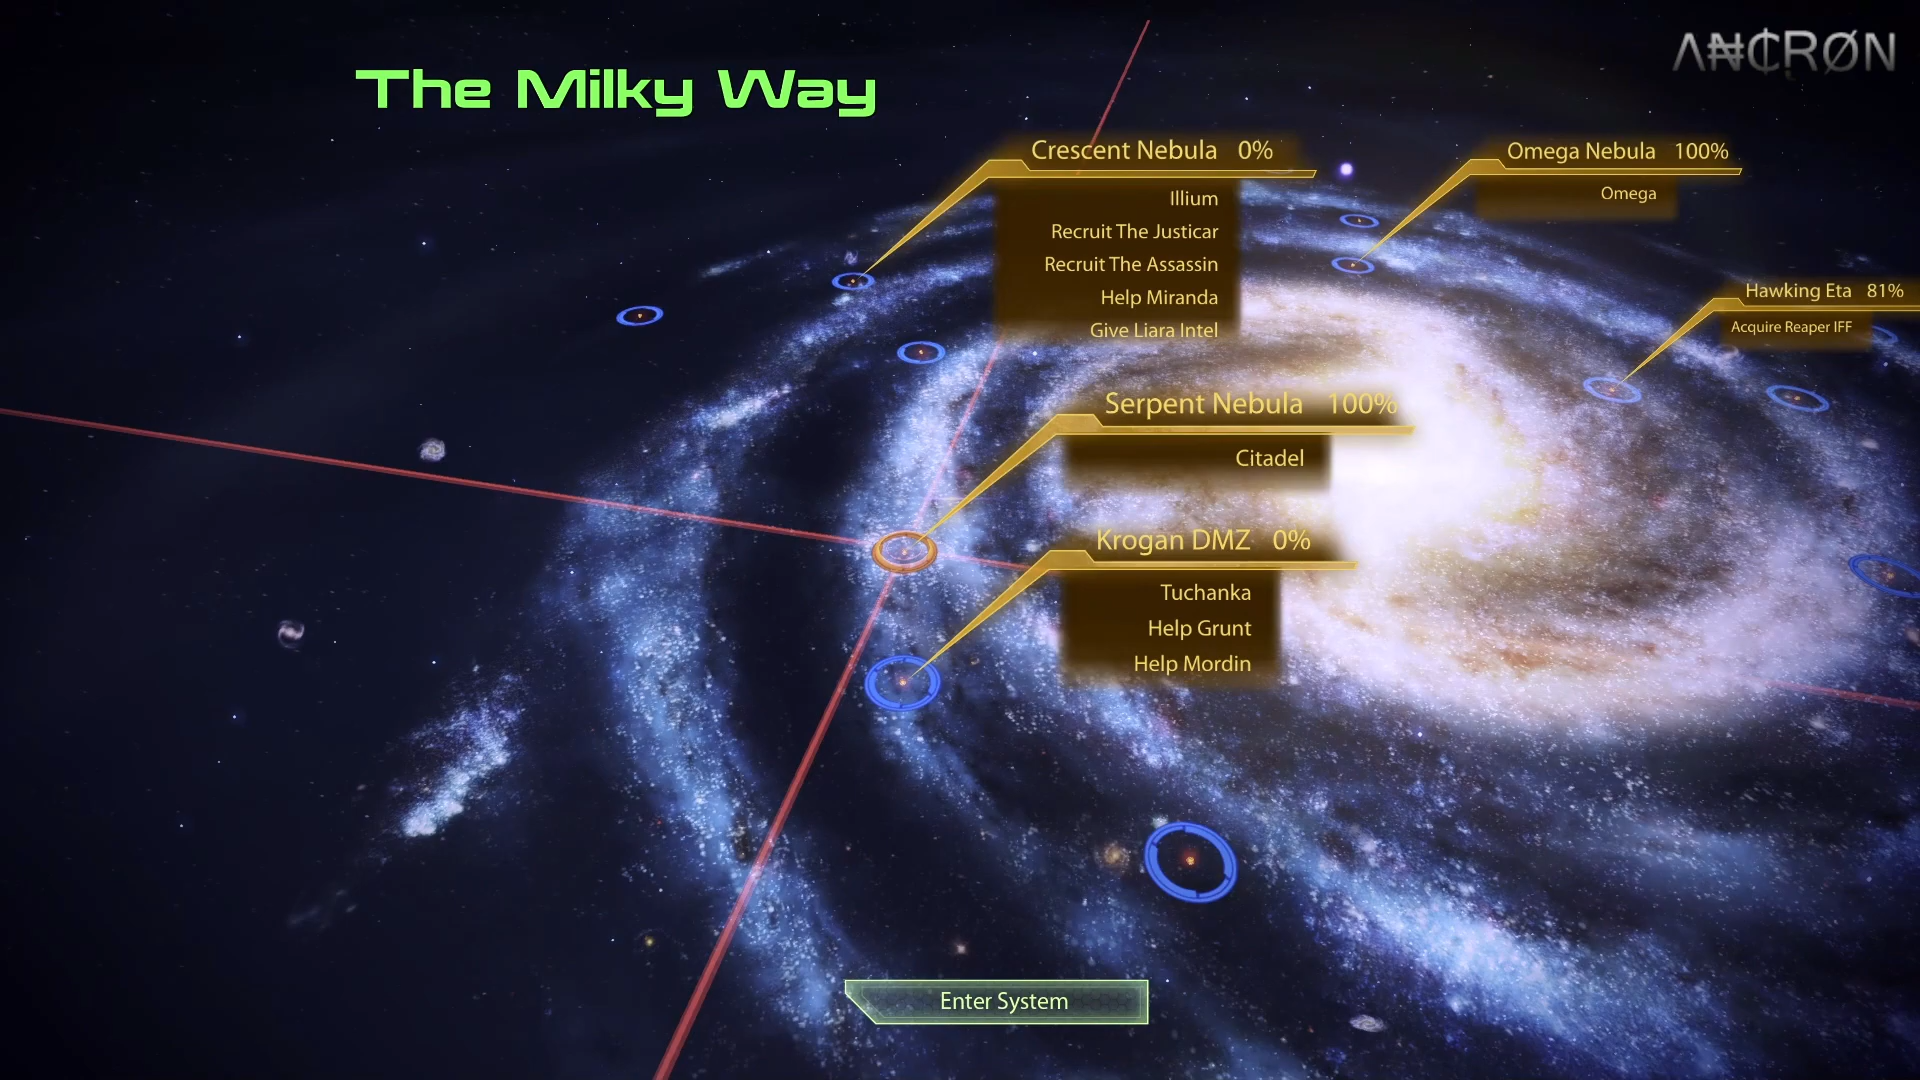 ΛN₵RØN
The Milky Way
Crescent Nebula 0%
Illium
Recruit The Justicar
Recruit The Assassin
Help Miranda
Give Liara Intel
Omega Nebula 100%
Omega
Hawking Eta 81%
Acquire Reaper IFF
Serpent Nebula 100%
Citadel
Krogan DMZ 0%
Tuchanka
Help Grunt
Help Mordin
Enter System